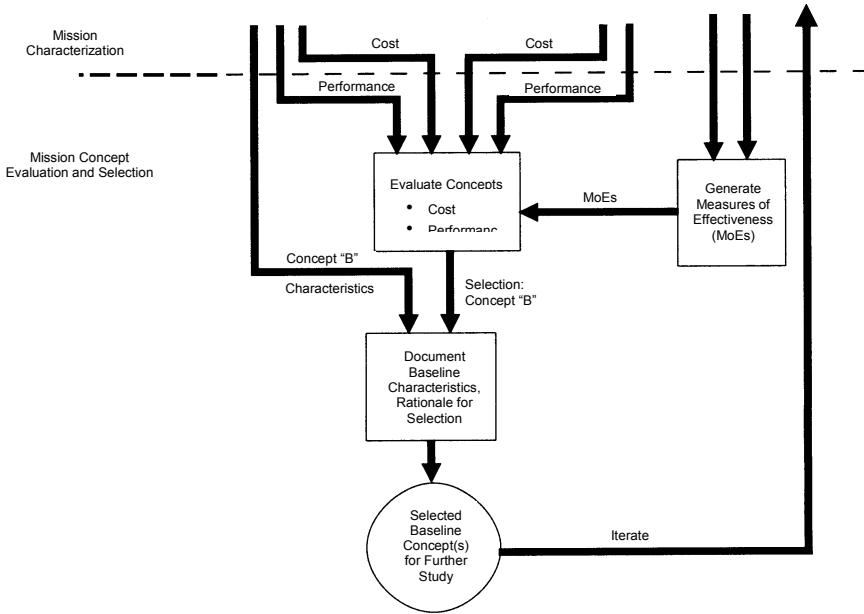 Mission
Characterization
Cost
Cost
Performance
Performance
Mission Concept
Evaluation and Selection
Evaluate Concepts
• Cost
• Performanc
MoEs
Generate
Measures of
Effectiveness
(MoEs)
Concept “B”
Characteristics
Selection:
Concept “B”
Document
Baseline
Characteristics,
Rationale for
Selection
Selected
Baseline
Concept(s)
for Further
Study
Iterate